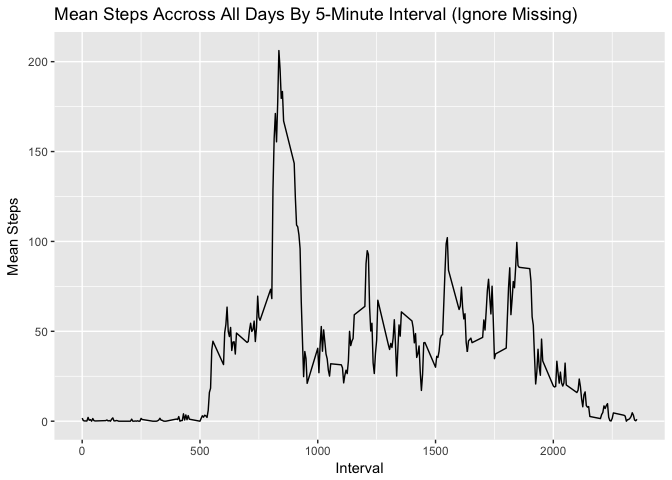 Mean Steps Accross All Days By 5-Minute Interval (Ignore Missing)
200
150
100
50
0
Mean Steps
0 500 1000 1500 2000
Interval